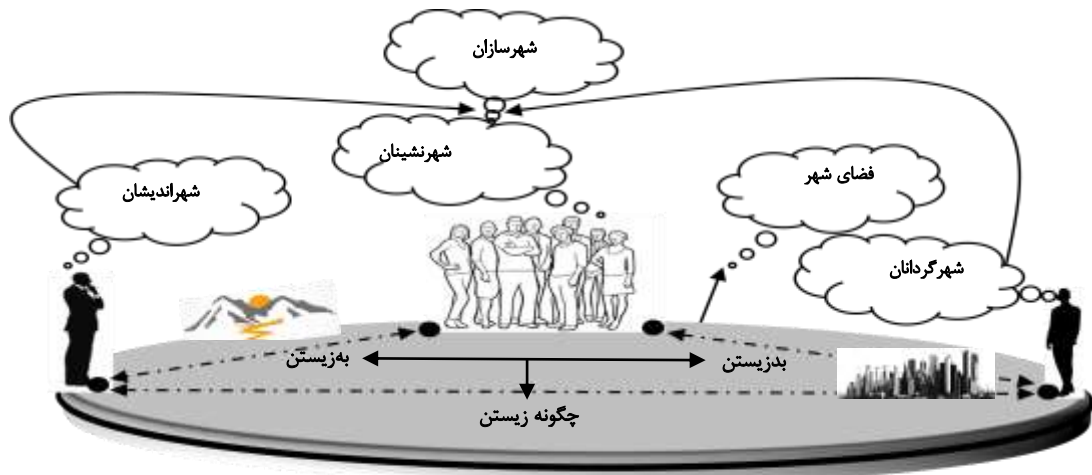 شهرسازان
شهرنشینان
فضای شهر
شهراندیشان
شهرگردانان
بدزیستن
به‌زیستن
چگونه زیستن